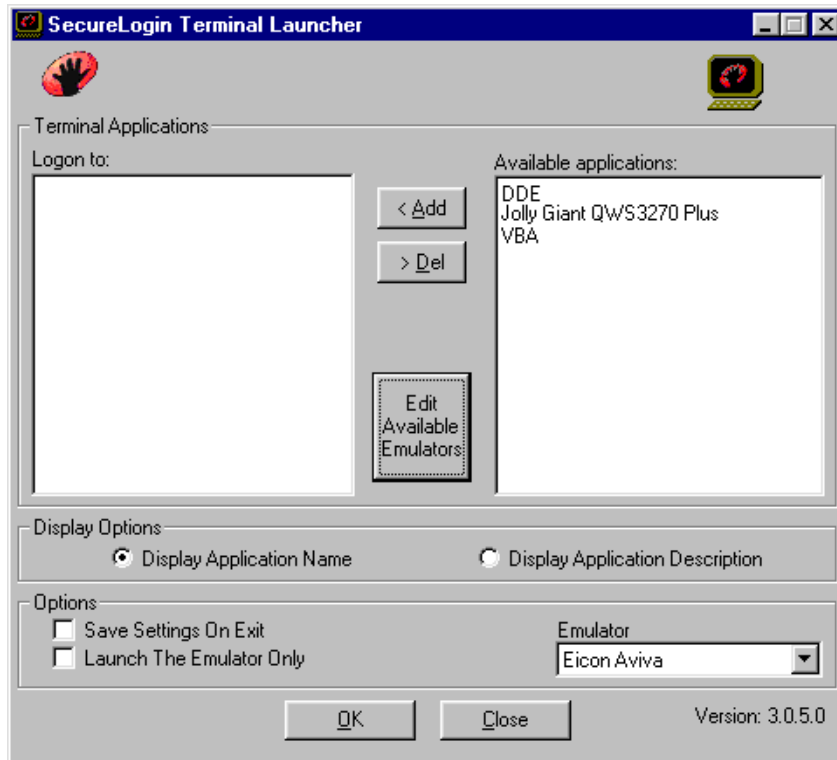 SecureLogin Terminal Launcher
Terminal Applications
Logon to:
Available applications:
< Add
> Del
Edit
Available
Emulators
DDE
Jolly Giant QWS3270 Plus
VBA
Display Options
Display Application Name
Display Application Description
Options
Save Settings On Exit
Launch The Emulator Only
Emulator
Eicon Aviva
OK
Close
Version: 3.0.5.0